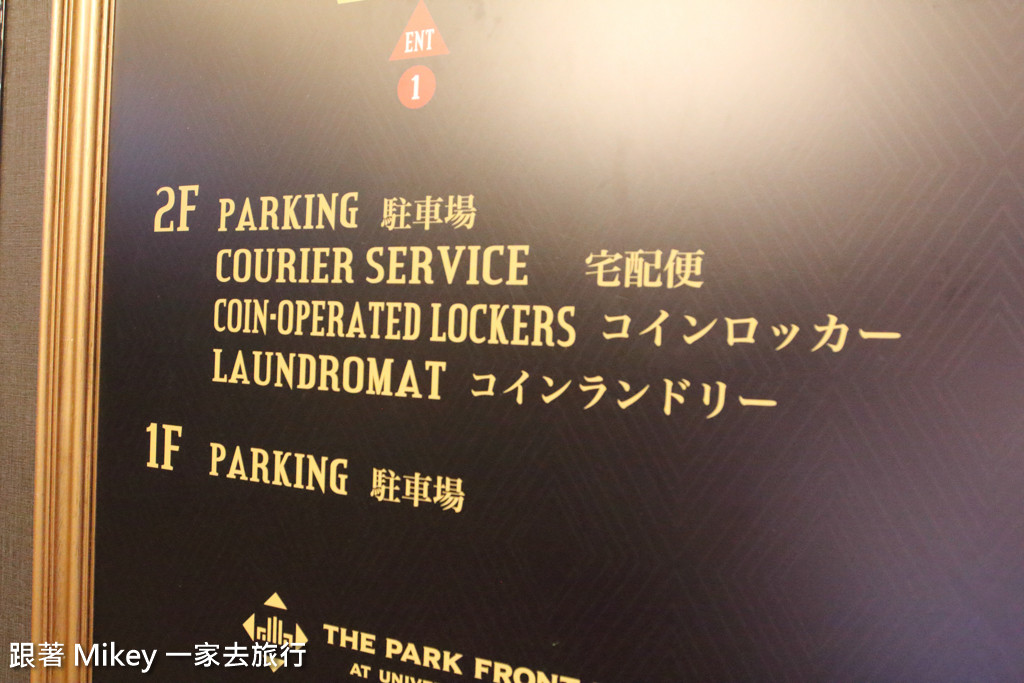 ENT
1
2F PARKING 駐車場
COURIER SERVICE 宅配便
COIN-OPERATED LOCKERS コインロッカー
LAUNDROMAT コインランドリー
1F PARKING 駐車場
THE PARK FRONT
AT
跟著 Mikey 一家去旅行